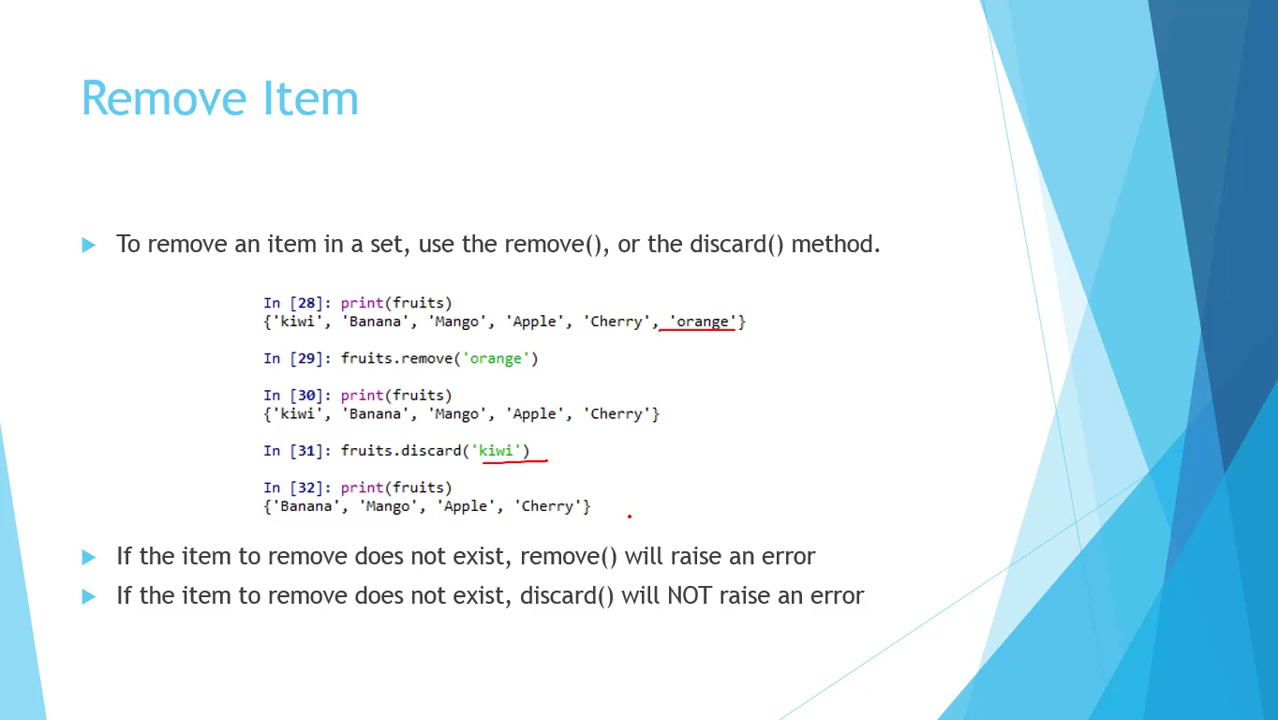 Remove Item
To remove an item in a set, use the remove(), or the discard() method.
In [28]: print(fruits)
{'kiwi', 'Banana', 'Mango', 'Apple', 'Cherry', 'orange'}
In [29]: fruits.remove('orange')
In [30]: print(fruits)
{'kiwi', 'Banana', 'Mango', 'Apple', 'Cherry'}
In [31]: fruits.discard('kiwi')
In [32]: print(fruits)
{'Banana', 'Mango', 'Apple', 'Cherry'}
If the item to remove does not exist, remove() will raise an error
If the item to remove does not exist, discard() will NOT raise an error